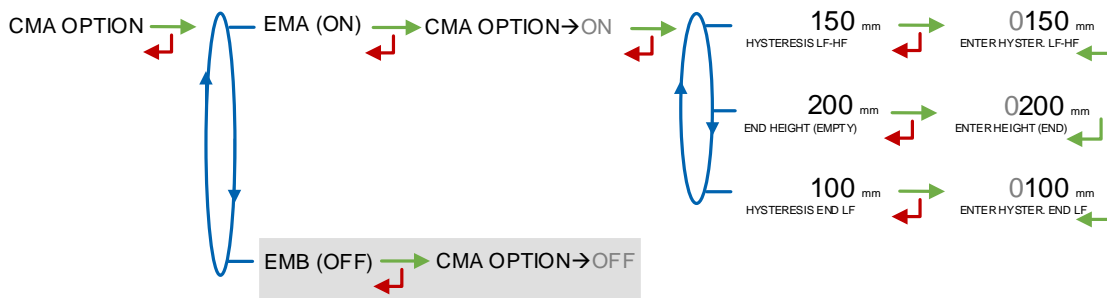 CMA OPTION
EMA (ON)
CMA OPTION→ON
150 mm
HYSTERESIS LF-HF
0150 mm
ENTER HYSTER. LF-HF
200 mm
END HEIGHT (EMPTY)
0200 mm
ENTER HEIGHT (END)
100 mm
HYSTERESIS END LF
0100 mm
ENTER HYSTER. END LF
EMB (OFF)
CMA OPTION→OFF